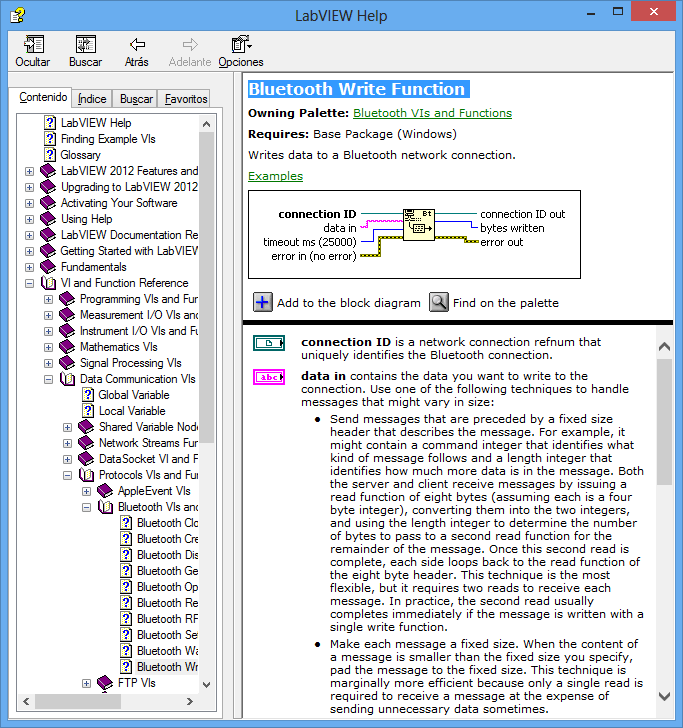 LabVIEW Help
Ocultar
Buscar
Atrás
Adelante
Opciones
Contenido
Índice
Buscar
Favoritos
LabVIEW Help
Finding Example VIs
Glossary
LabVIEW 2012 Features and
Upgrading to LabVIEW 2012
Activating Your Software
Using Help
LabVIEW Documentation Re
Getting Started with LabVIEW
Fundamentals
VI and Function Reference
Programming VIs and Fun
Measurement I/O VIs and
Instrument I/O VIs and Fu
Mathematics VIs
Signal Processing VIs
Data Communication VIs
Global Variable
Local Variable
Shared Variable Node
Network Streams Fun
DataSocket VI and F
Protocols VIs and Fun
AppleEvent VIs
Bluetooth VIs and
Bluetooth Clo
Bluetooth Cre
Bluetooth Dis
Bluetooth Ge
Bluetooth Op
Bluetooth Re
Bluetooth RF
Bluetooth Set
Bluetooth Wa
Bluetooth Wr
FTP VIs
Bluetooth Write Function
Owning Palette: Bluetooth VIs and Functions
Requires: Base Package (Windows)
Writes data to a Bluetooth network connection.
Examples
connection ID
data in
timeout ms (25000)
error in (no error)
Bt
connection ID out
bytes written
error out
Add to the block diagram
Find on the palette
connection ID is a network connection refnum that
uniquely identifies the Bluetooth connection.
abc
data in contains the data you want to write to the
connection. Use one of the following techniques to handle
messages that might vary in size:
• Send messages that are preceded by a fixed size
header that describes the message. For example, it
might contain a command integer that identifies what
kind of message follows and a length integer that
identifies how much more data is in the message. Both
the server and client receive messages by issuing a
read function of eight bytes (assuming each is a four
byte integer), converting them into the two integers,
and using the length integer to determine the number
of bytes to pass to a second read function for the
remainder of the message. Once this second read is
complete, each side loops back to the read function of
the eight byte header. This technique is the most
flexible, but it requires two reads to receive each
message. In practice, the second read usually
completes immediately if the message is written with a
single write function.
• Make each message a fixed size. When the content of
a message is smaller than the fixed size you specify,
pad the message to the fixed size. This technique is
marginally more efficient because only a single read is
required to receive a message at the expense of
sending unnecessary data sometimes.